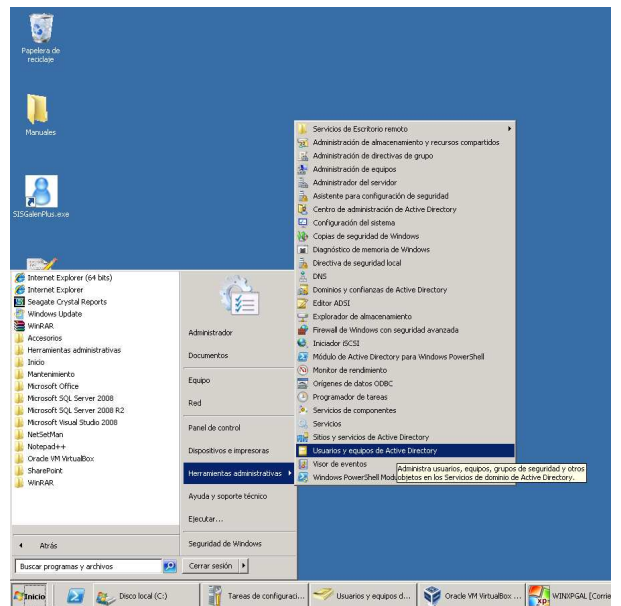 Papelera de
reciclaje
Manuales
SISGalenPlus.exe
Internet Explorer (64 bits)
Internet Explorer
Seagate Crystal Reports
Windows Update
WinRAR
Accesorios
Herramientas administrativas
Inicio
Mantenimiento
Microsoft Office
Microsoft SQL Server 2008
Microsoft SQL Server 2008 R2
Microsoft Visual Studio 2008
NetSetMan
Notepad++
Oracle VM VirtualBox
SharePoint
WinRAR
Atrás
Buscar programas y archivos
Administrador
Documentos
Equipo
Red
Panel de control
Dispositivos e impresoras
Herramientas administrativas
Ayuda y soporte técnico
Ejecutar...
Seguridad de Windows
Cerrar sesión
Servicios de Escritorio remoto
Administración de almacenamiento y recursos compartidos
Administración de directivas de grupo
Administración de equipos
Administrador del servidor
Asistente para configuración de seguridad
Centro de administración de Active Directory
Configuración del sistema
Copias de seguridad de Windows
Diagnóstico de memoria de Windows
Directiva de seguridad local
DNS
Dominios y confianzas de Active Directory
Editor ADSI
Explorador de almacenamiento
Firewall de Windows con seguridad avanzada
Iniciador iSCSI
Módulo de Active Directory para Windows PowerShell
Monitor de rendimiento
Orígenes de datos ODBC
Programador de tareas
Servicios de componentes
Servicios
Sitios y servicios de Active Directory
Usuarios y equipos de Active Directory
Visor de eventos
Windows PowerShell Mod
Administra usuarios, equipos, grupos de seguridad y otros
objetos en los Servicios de dominio de Active Directory.
Inicio
Disco local (C:)
Tareas de configuraci...
Usuarios y equipos d...
Oracle VM VirtualBox ...
xp
WINXPGAL [Corrie